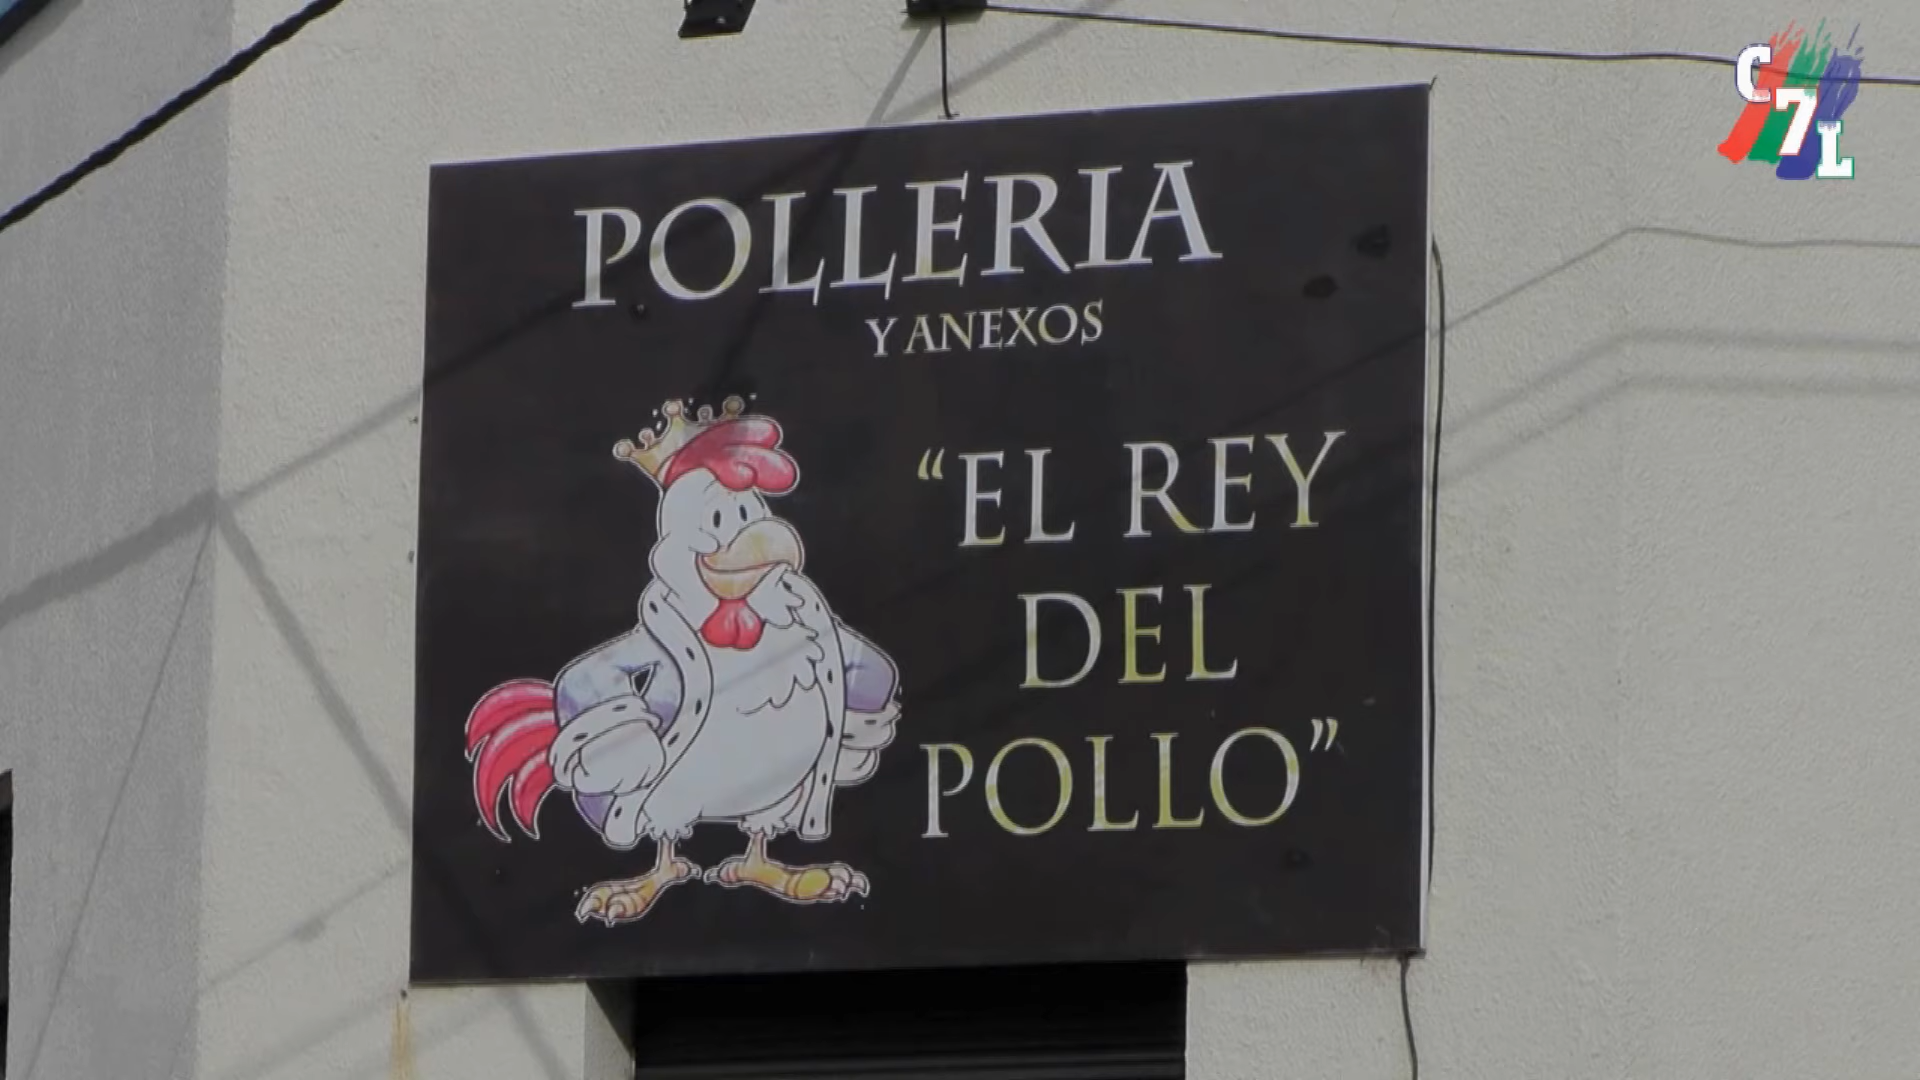 POLLERIA
Y ANEXOS
“EL REY
DEL
POLLO”
C7L